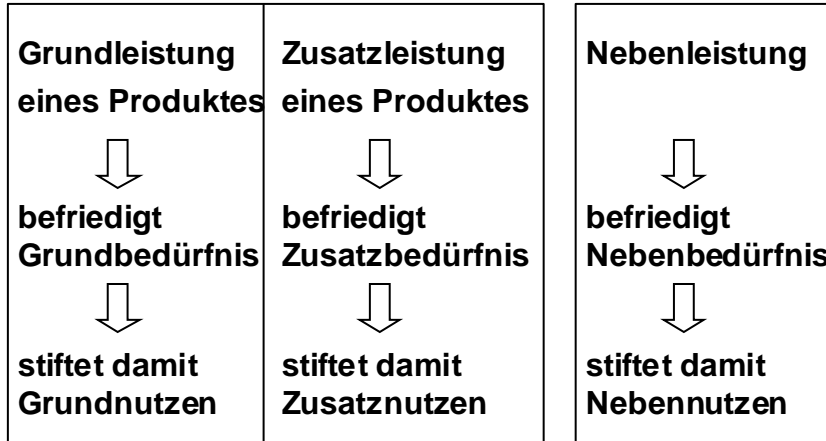 Grundleistung
eines Produktes
befriedigt
Grundbedürfnis
stiftet damit
Grundnutzen
Zusatzleistung
eines Produktes
befriedigt
Zusatzbedürfnis
stiftet damit
Zusatznutzen
Nebenleistung
befriedigt
Nebenbedürfnis
stiftet damit
Nebennutzen